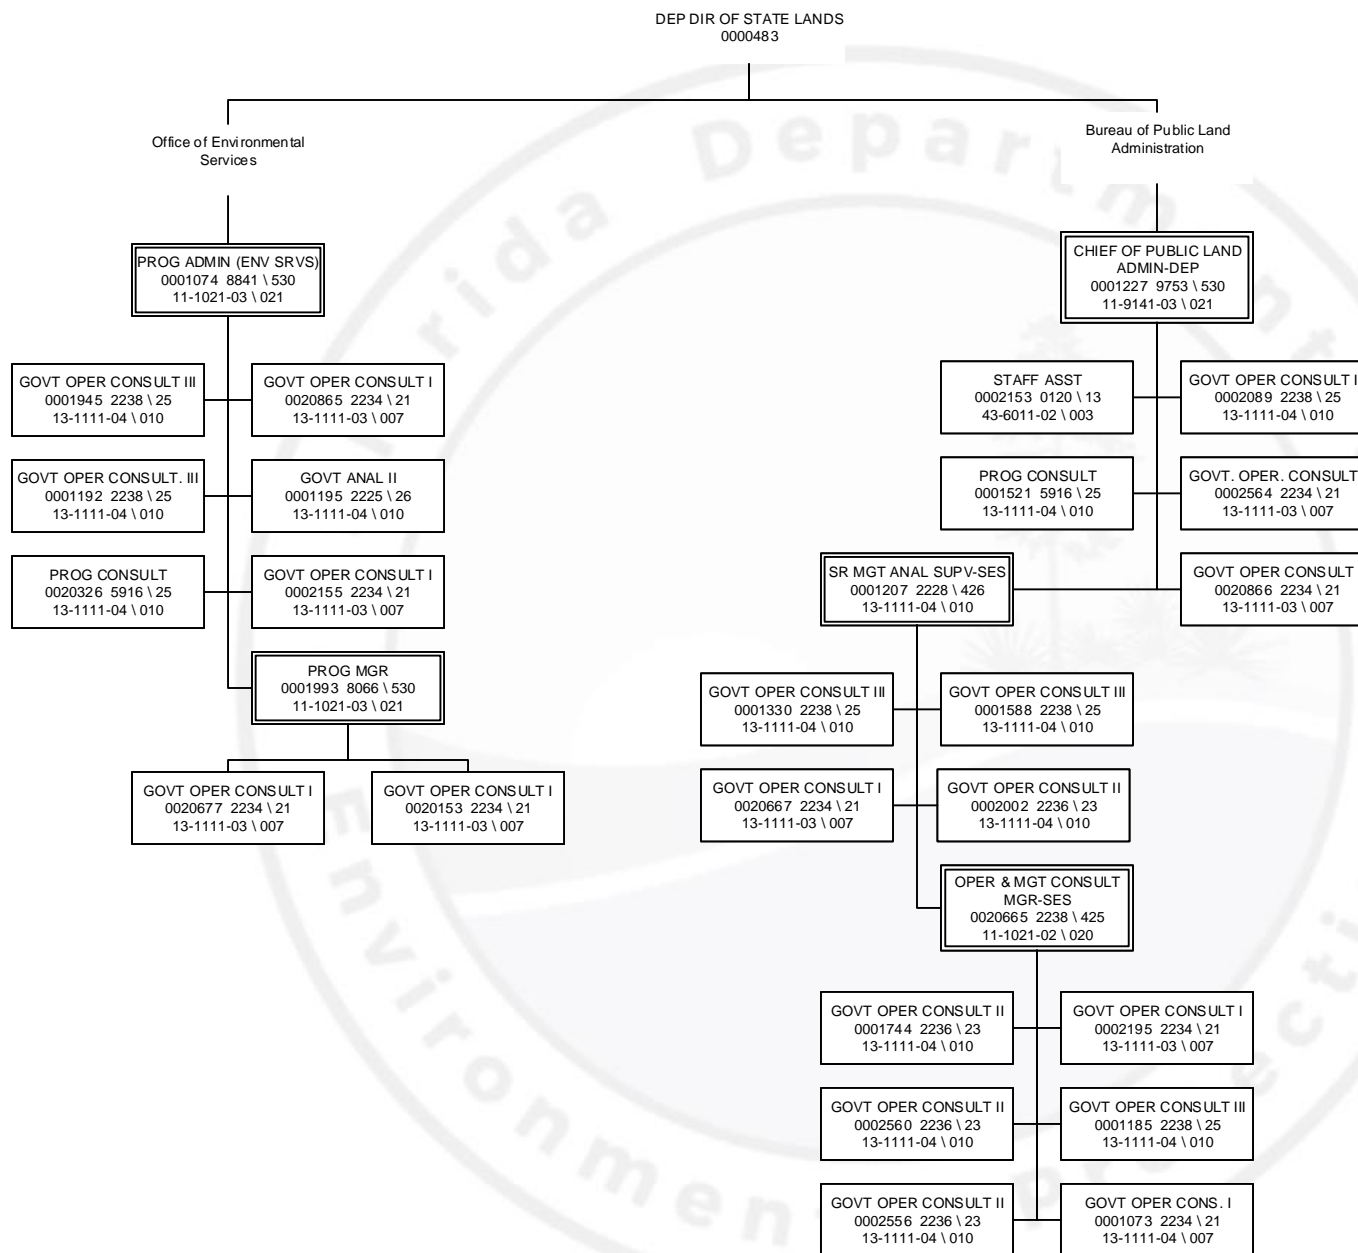 DEP DIR OF STATE LANDS
0000483
Office of Environmental
Services
Bureau of Public Land
Administration
PROG ADMIN (ENV SRVS)
0001074 8841 \ 530
11-1021-03 \ 021
CHIEF OF PUBLIC LAND
ADMIN-DEP
0001227 9753 \ 530
11-9141-03 \ 021
GOVT OPER CONSULT III
0001945 2238 \ 25
13-1111-04 \ 010
GOVT OPER CONSULT I
0020865 2234 \ 21
13-1111-03 \ 007
STAFF ASST
0002153 0120 \ 13
43-6011-02 \ 003
GOVT OPER CONSULT I
0002089 2238 \ 25
13-1111-04 \ 010
GOVT OPER CONSULT. III
0001192 2238 \ 25
13-1111-04 \ 010
GOVT ANAL II
0001195 2225 \ 26
13-1111-04 \ 010
PROG CONSULT
0001521 5916 \ 25
13-1111-04 \ 010
GOVT. OPER. CONSULT
0002564 2234 \ 21
13-1111-03 \ 007
PROG CONSULT
0020326 5916 \ 25
13-1111-04 \ 010
GOVT OPER CONSULT I
0002155 2234 \ 21
13-1111-03 \ 007
SR MGT ANAL SUPV-SES
0001207 2228 \ 426
13-1111-04 \ 010
GOVT OPER CONSULT
0020866 2234 \ 21
13-1111-03 \ 007
PROG MGR
0001993 8066 \ 530
11-1021-03 \ 021
GOVT OPER CONSULT III
0001330 2238 \ 25
13-1111-04 \ 010
GOVT OPER CONSULT III
0001588 2238 \ 25
13-1111-04 \ 010
GOVT OPER CONSULT I
0020677 2234 \ 21
13-1111-03 \ 007
GOVT OPER CONSULT I
0020153 2234 \ 21
13-1111-03 \ 007
GOVT OPER CONSULT I
0020667 2234 \ 21
13-1111-03 \ 007
GOVT OPER CONSULT II
0002002 2236 \ 23
13-1111-04 \ 010
OPER & MGT CONSULT
MGR-SES
0020665 2238 \ 425
11-1021-02 \ 020
GOVT OPER CONSULT II
0001744 2236 \ 23
13-1111-04 \ 010
GOVT OPER CONSULT I
0002195 2234 \ 21
13-1111-03 \ 007
GOVT OPER CONSULT II
0002560 2236 \ 23
13-1111-04 \ 010
GOVT OPER CONSULT III
0001185 2238 \ 25
13-1111-04 \ 010
GOVT OPER CONSULT II
0002556 2236 \ 23
13-1111-04 \ 010
GOVT OPER CONS. I
0001073 2234 \ 21
13-1111-04 \ 007